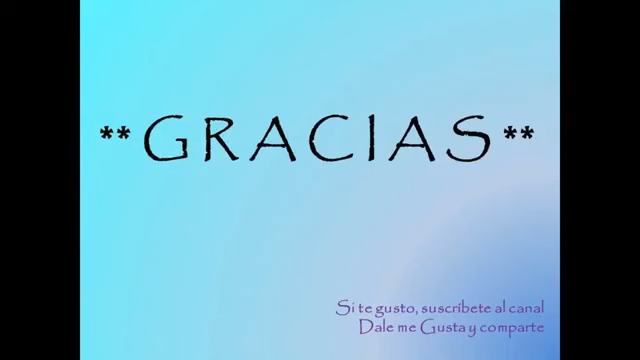 **GRACIAS**
Si te gusto, suscribete al canal
Dale me Gusta y comparte